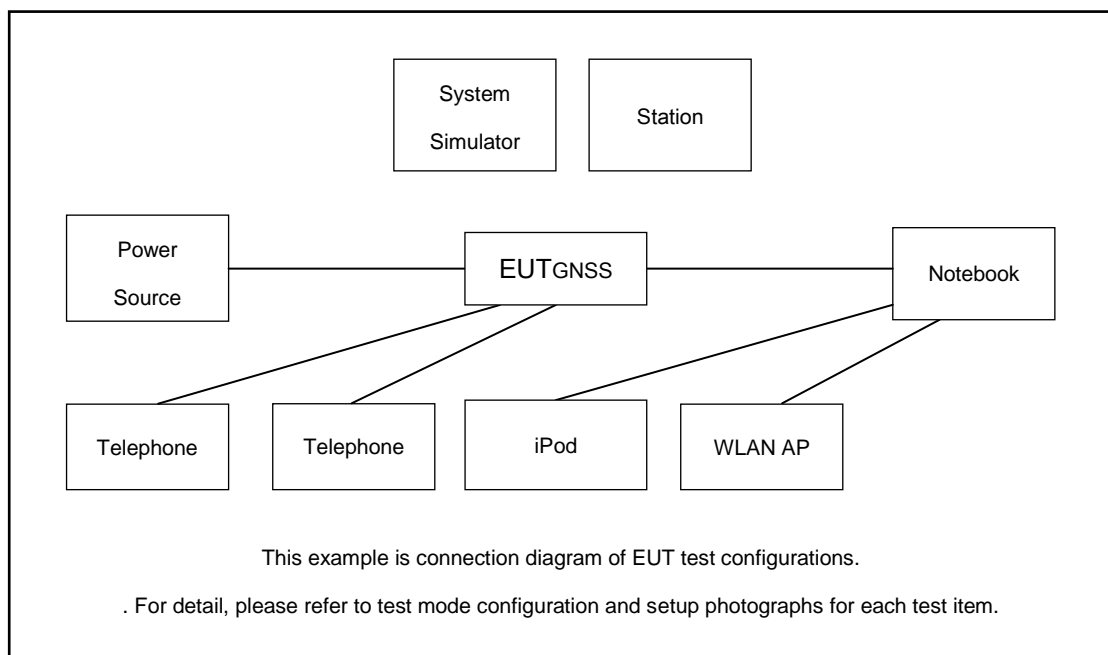 System
Simulator
Station
Power
Source
EUTGNSS
Notebook
Telephone
Telephone
iPod
WLAN AP
This example is connection diagram of EUT test configurations.
. For detail, please refer to test mode configuration and setup photographs for each test item.